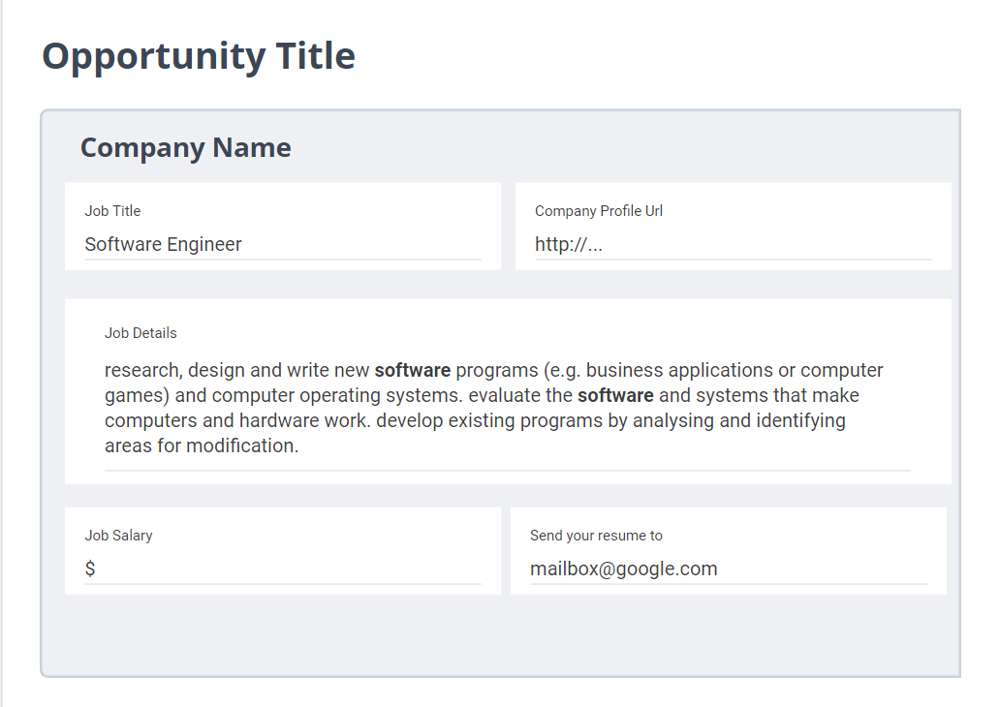 Opportunity Title
Company Name
Job Title
Software Engineer
Company Profile Url
http://...
Job Details
research, design and write new software programs (e.g. business applications or computer
games) and computer operating systems. evaluate the software and systems that make
computers and hardware work. develop existing programs by analysing and identifying
areas for modification.
Job Salary
$
Send your resume to
mailbox@google.com